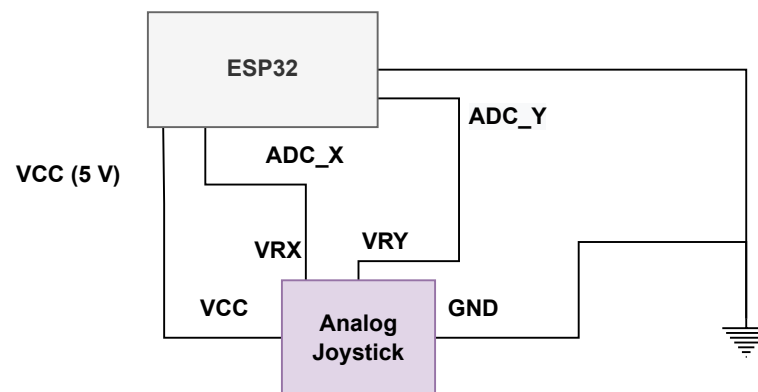 ESP32
ADC_Y
ADC_X
VCC (5 V)
VRX
VRY
VCC
GND
Analog
Joystick